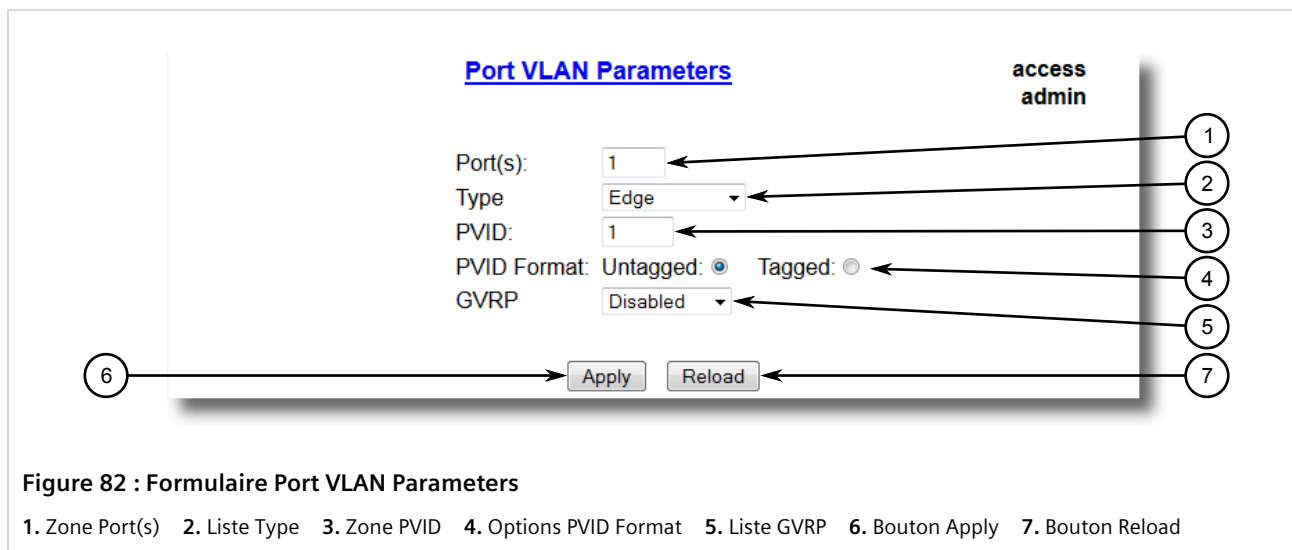 Port VLAN Parameters
access
admin
Port(s): 1
Type Edge
PVID: 1
PVID Format: Untagged: Tagged:
GVRP Disabled
Apply Reload
1
2
3
4
5
6
7
Figure 82 : Formulaire Port VLAN Parameters
1. Zone Port(s) 2. Liste Type 3. Zone PVID 4. Options PVID Format 5. Liste GVRP 6. Bouton Apply 7. Bouton Reload